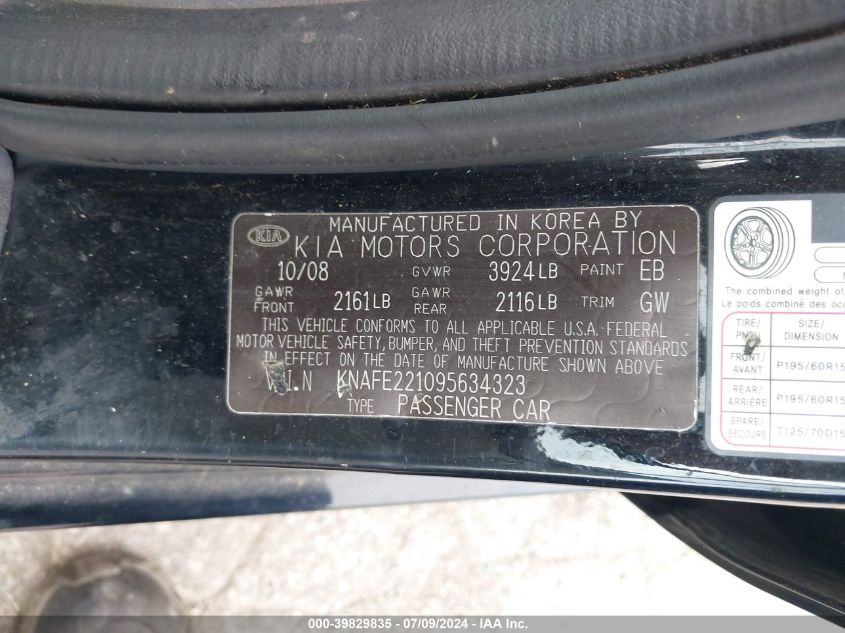 KIA
MANUFACTURED IN KOREA BY
KIA MOTORS CORPORATION
10/08 GVWR 3924LB PAINT EB
GAWR FRONT 2161LB GAWR REAR 2116LB TRIM GW
THIS VEHICLE CONFORMS TO ALL APPLICABLE U.S.A. FEDERAL
MOTOR VEHICLE SAFETY, BUMPER, AND THEFT PREVENTION STANDARDS
IN EFFECT ON THE DATE OF MANUFACTURE SHOWN ABOVE
V.I.N KNAFE221095634323
TYPE PASSENGER CAR
The combined weight of
Le poids combiné des occ
TIRE/ SIZE/
DIMENSION
FRONT/
AVANT P195/60R15
REAR/
ARRIÈRE P195/60R15
SPARE/
SECOURS T125/70D15
000-39829835 - 07/09/2024 - IAA Inc.